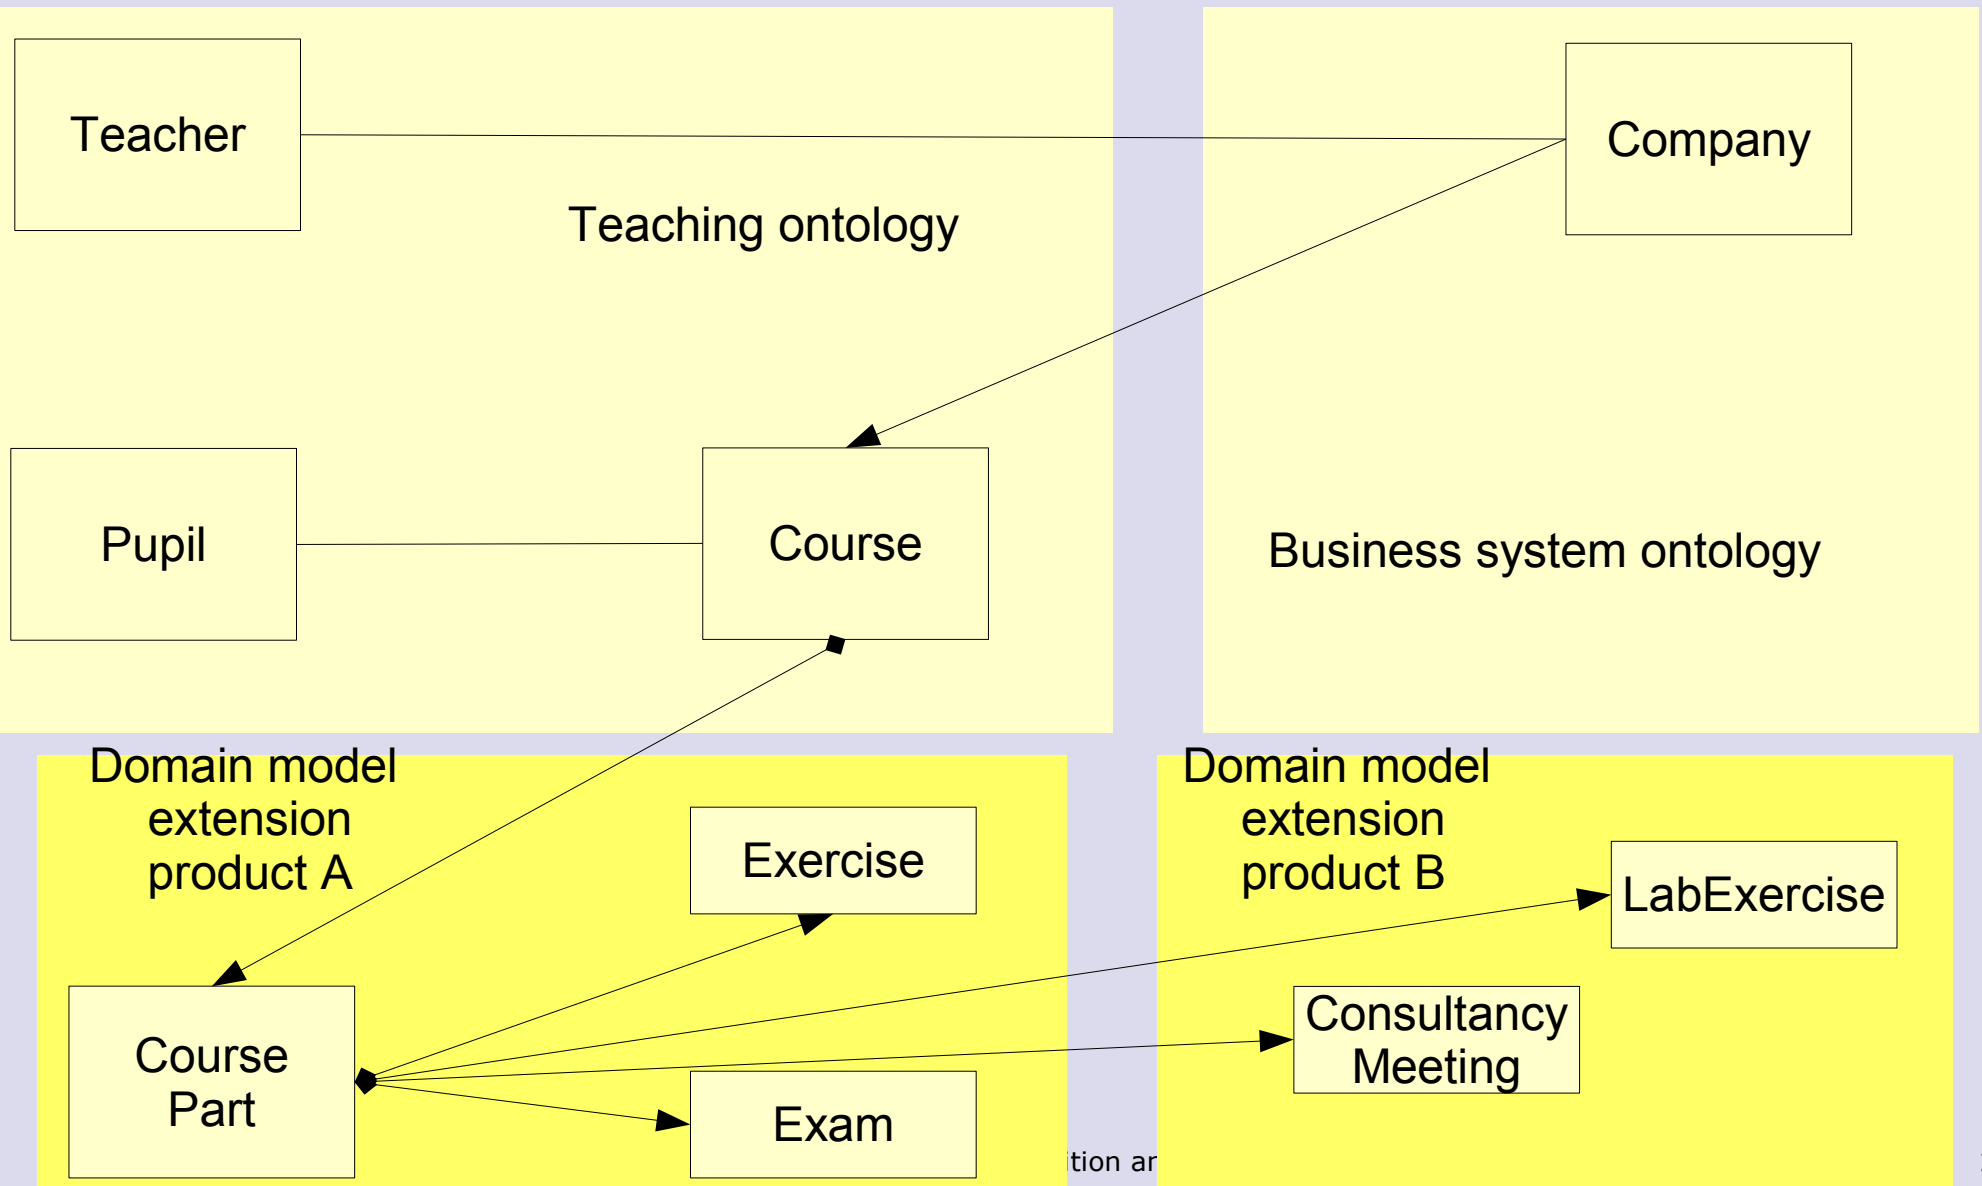 Teacher
Company
Teaching ontology
Pupil
Course
Business system ontology
Domain model
extension
product A
Exercise
Domain model
extension
product B
LabExercise
Course
Part
Consultancy
Meeting
Exam